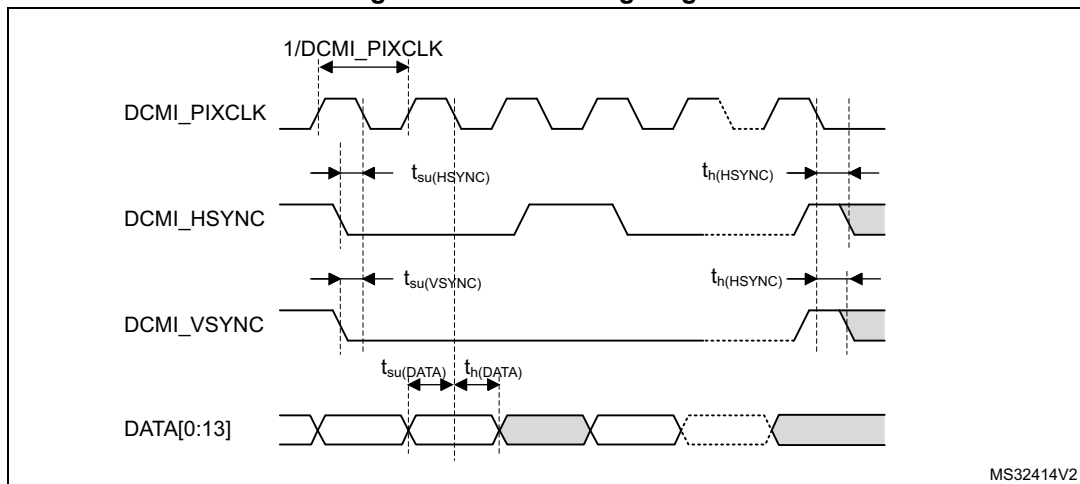 1/DCMI_PIXCLK
DCMI_PIXCLK
tsu(HSYNC) th(HSYNC)
DCMI_HSYNC
tsu(VSYNC) th(HSYNC)
DCMI_VSYNC
tsu(DATA) th(DATA)
DATA[0:13]
MS32414V2